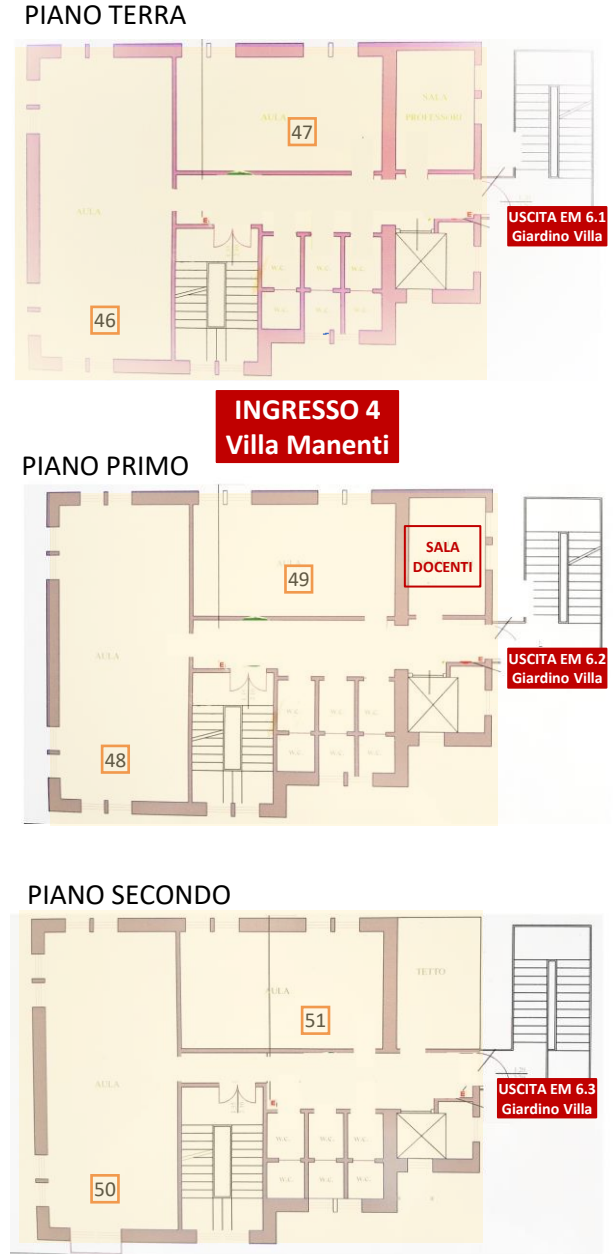 PIANO TERRA
SALA
PROFESSORI
AULA
47
AULA
USCITA EM 6.1
Giardino Villa
W.C.
W.C.
W.C.
W.C.
W.C.
W.C.
46
INGRESSO 4
Villa Manenti
PIANO PRIMO
SALA
DOCENTI
49
AULA
USCITA EM 6.2
Giardino Villa
W.C.
W.C.
W.C.
W.C.
W.C.
W.C.
48
PIANO SECONDO
TETTO
AULA
51
AULA
USCITA EM 6.3
Giardino Villa
W.C.
W.C.
W.C.
W.C.
W.C.
W.C.
50